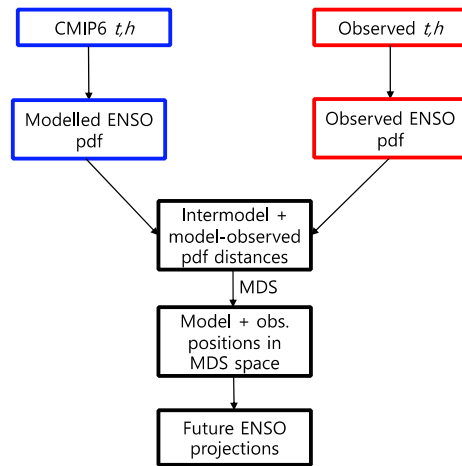 CMIP6 t,h
Observed t,h
Modelled ENSO
pdf
Observed ENSO
pdf
Intermodel +
model-observed
pdf distances
MDS
Model + obs.
positions in
MDS space
Future ENSO
projections